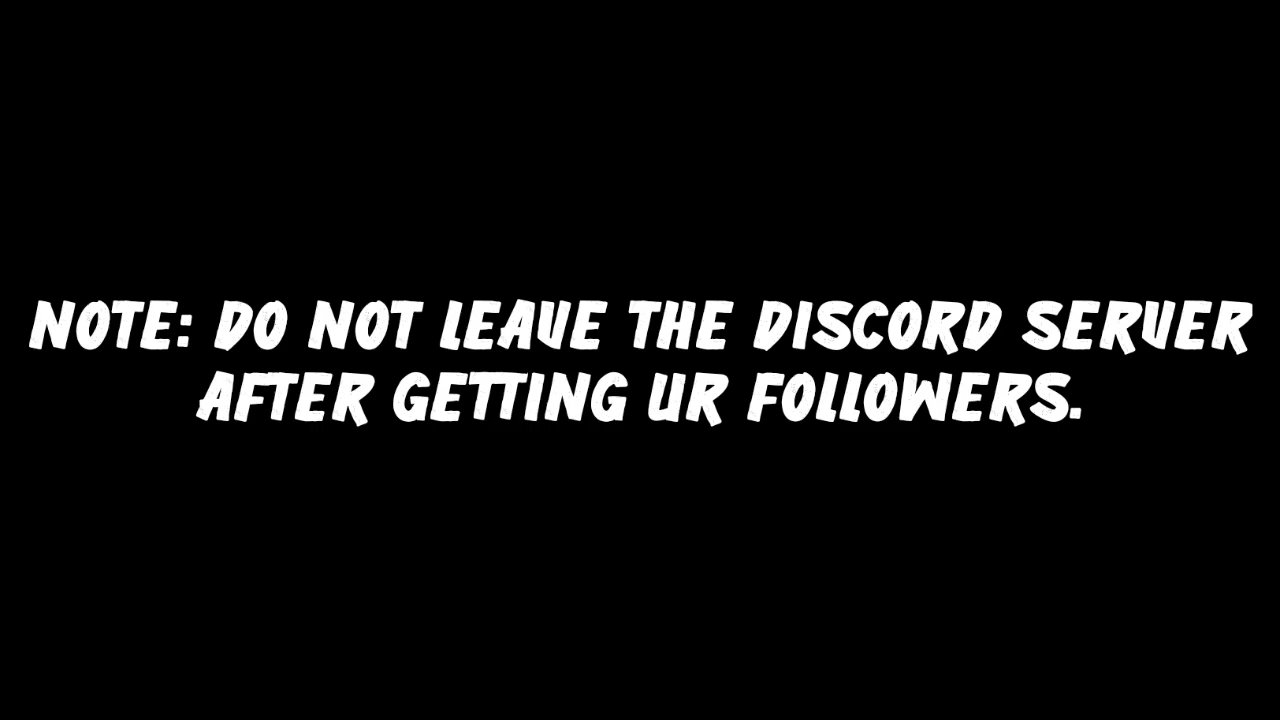 NOTE: DO NOT LEAVE THE DISCORD SERVER
AFTER GETTING UR FOLLOWERS.